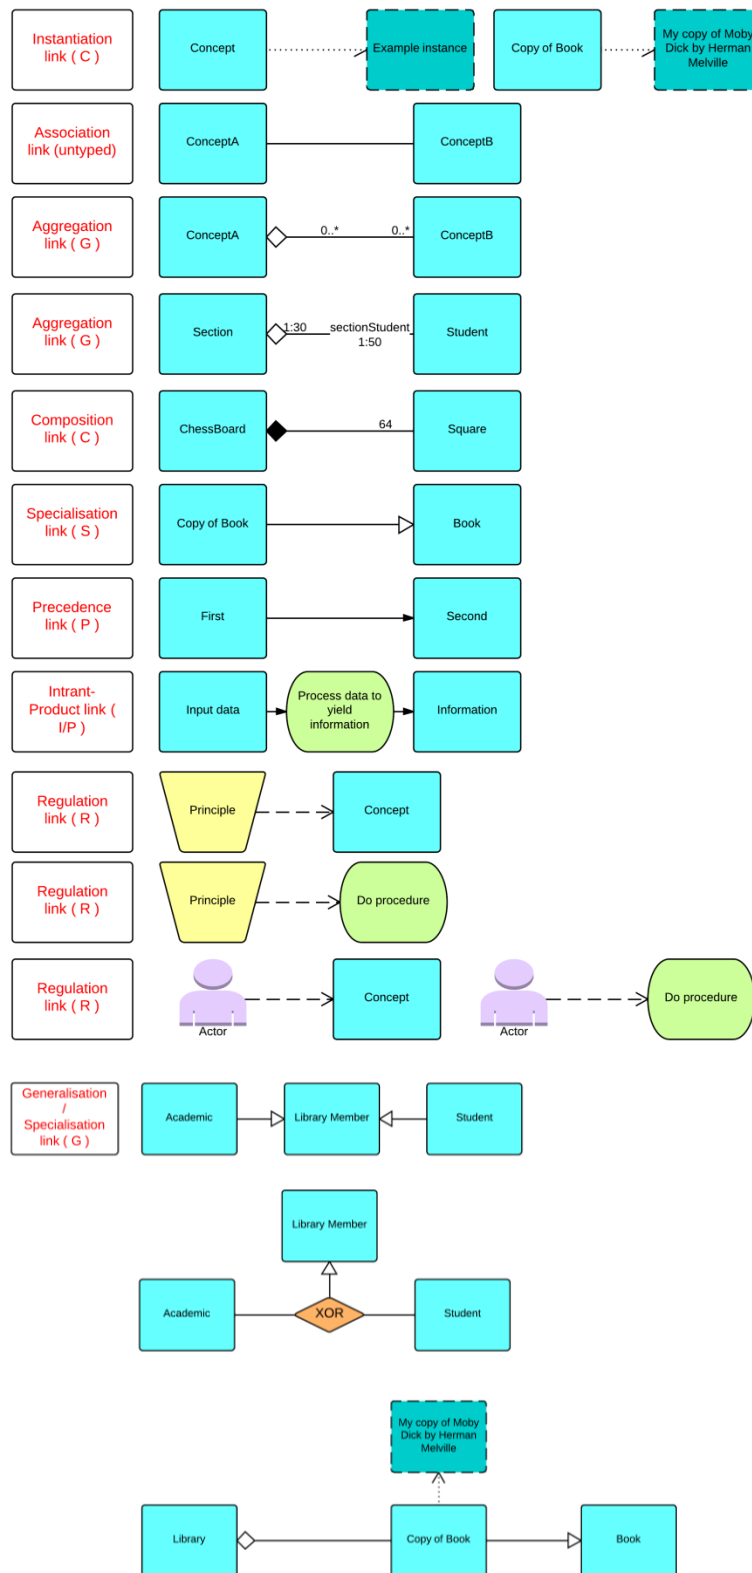 Instantiation
link ( C )
Concept
Example instance
Copy of Book
My copy of Moby
Dick by Herman
Melville
Association
link (untyped)
ConceptA
ConceptB
Aggregation
link ( G )
ConceptA
0..*
0..*
ConceptB
Aggregation
link ( G )
Section
1:30
sectionStudent
1:50
Student
Composition
link ( C )
ChessBoard
64
Square
Specialisation
link ( S )
Copy of Book
Book
Precedence
link ( P )
First
Second
Intrant-
Product link (
I/P )
Input data
Process data to
yield
information
Information
Regulation
link ( R )
Principle
Concept
Regulation
link ( R )
Principle
Do procedure
Regulation
link ( R )
Actor
Concept
Actor
Do procedure
Generalisation
/
Specialisation
link ( G )
Academic
Library Member
Student
Library Member
Academic
XOR
Student
My copy of Moby
Dick by Herman
Melville
Library
Copy of Book
Book